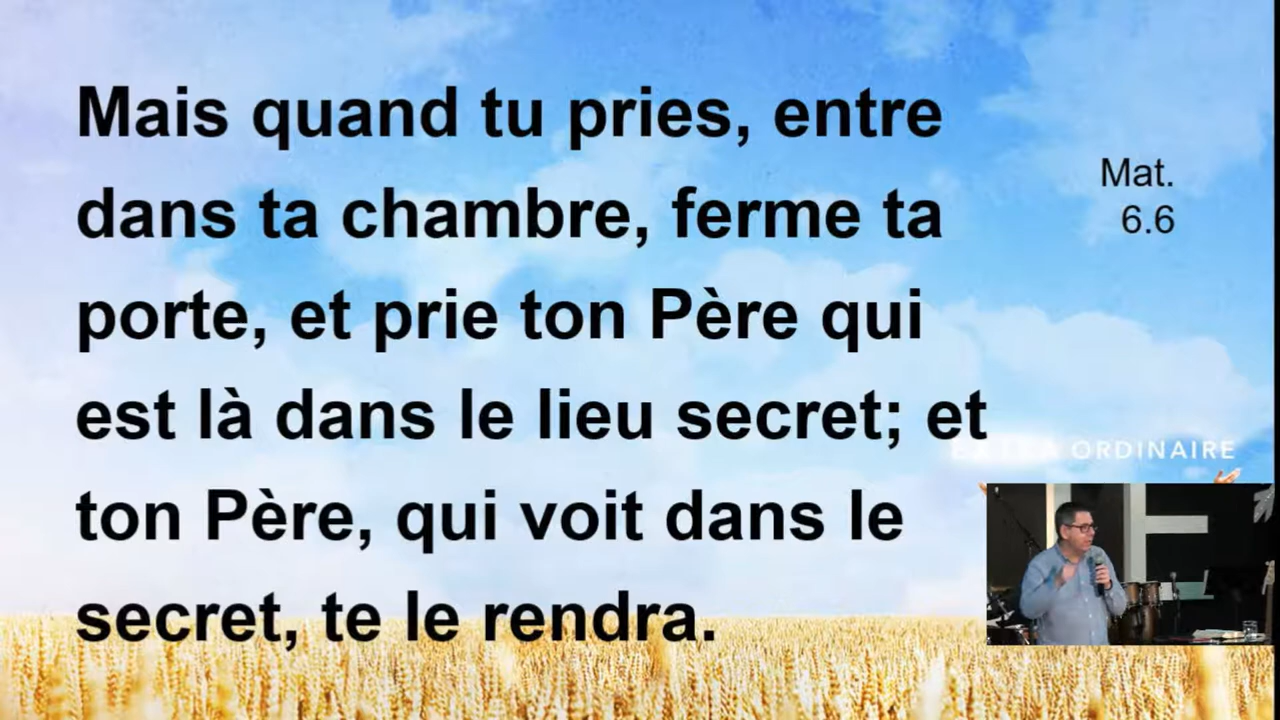 Mais quand tu pries, entre
dans ta chambre, ferme ta
porte, et prie ton Père qui
est là dans le lieu secret; et
ton Père, qui voit dans le
secret, te le rendra.
Mat.
6.6
EXTRA ORDINAIRE